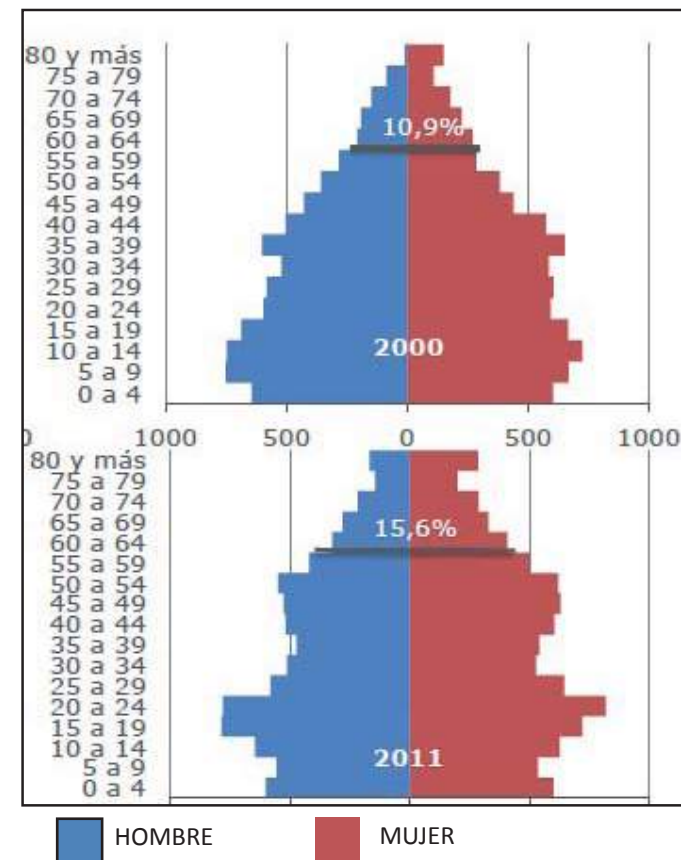 80 y más
75 a 79
70 a 74
65 a 69
60 a 64
10,9%
55 a 59
50 a 54
45 a 49
40 a 44
35 a 39
30 a 34
25 a 29
20 a 24
15 a 19
10 a 14
2000
5 a 9
0 a 4
1000 500 0 500 1000
80 y más
75 a 79
70 a 74
65 a 69
15,6%
60 a 64
55 a 59
50 a 54
45 a 49
40 a 44
35 a 39
30 a 34
25 a 29
20 a 24
15 a 19
10 a 14
2011
5 a 9
0 a 4
HOMBRE MUJER